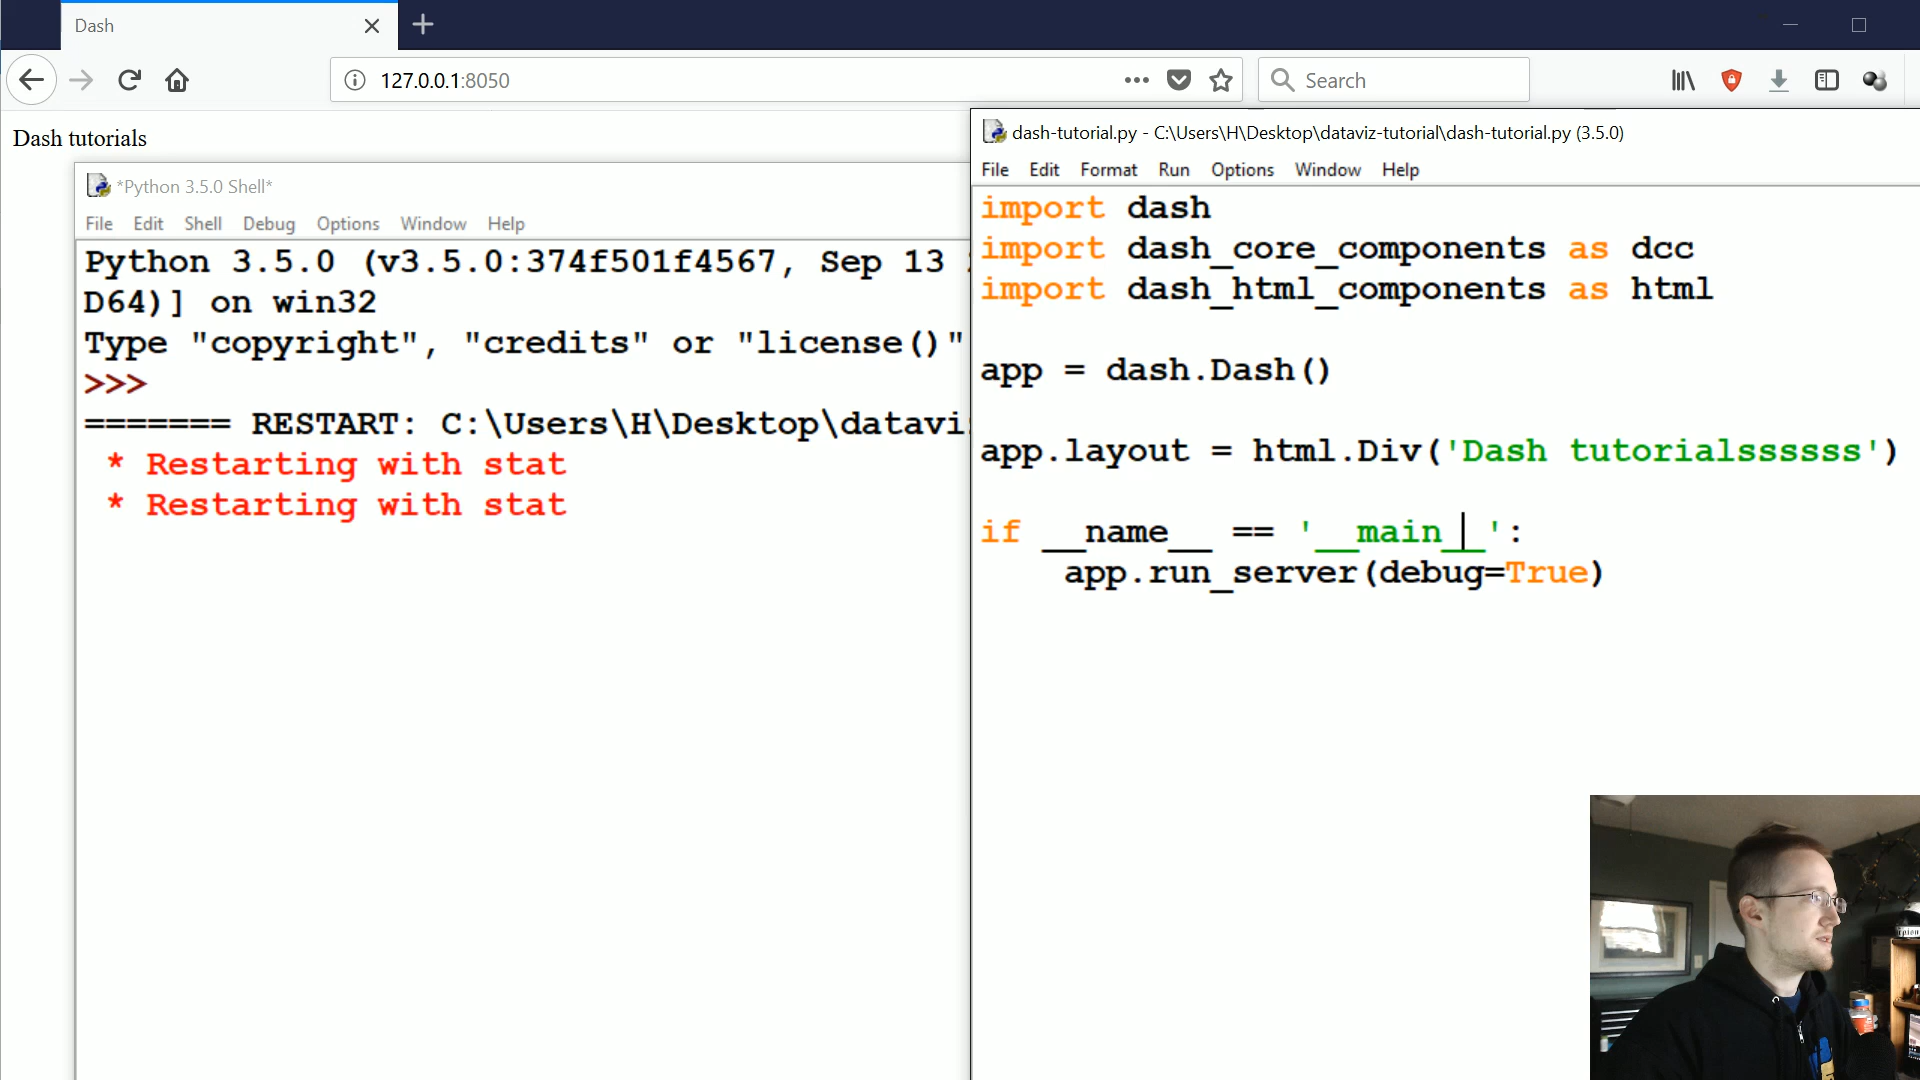 Dash
127.0.0.1:8050
Search
Dash tutorials
*Python 3.5.0 Shell*
File Edit Shell Debug Options Window Help
Python 3.5.0 (v3.5.0:374f501f4567, Sep 13
D64)] on win32
Type "copyright", "credits" or "license()"
>>>
======= RESTART: C:\Users\H\Desktop\datavi
* Restarting with stat
* Restarting with stat
dash-tutorial.py - C:\Users\H\Desktop\dataviz-tutorial\dash-tutorial.py (3.5.0)
File Edit Format Run Options Window Help
import dash
import dash_core_components as dcc
import dash_html_components as html
app = dash.Dash()
app.layout = html.Div('Dash tutorialssssss')
if __name__ == '__main__':
app.run_server(debug=True)